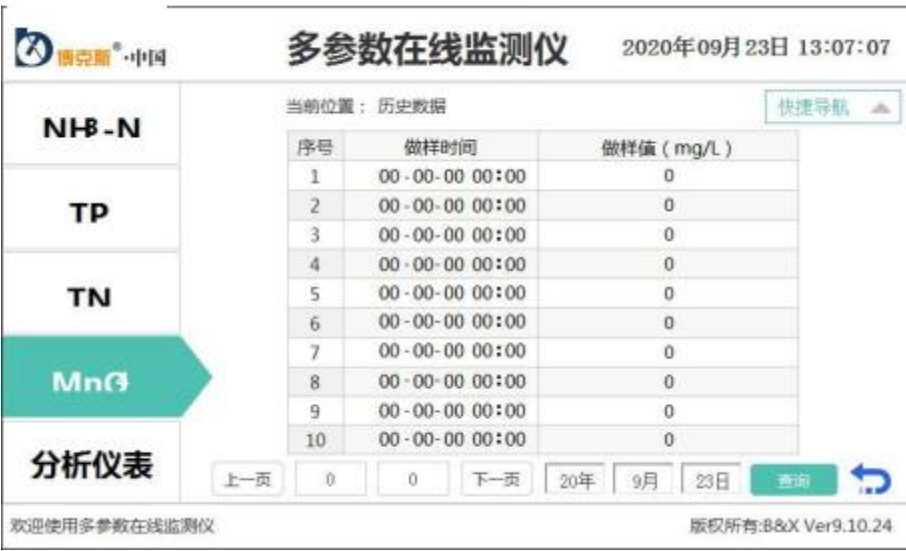 博克斯®·中国
多参数在线监测仪
2020年09月23日 13:07:07
当前位置： 历史数据
快捷导航
NH3-N
TP
TN
分析仪表
序号 做样时间 做样值（mg/L）
1 00-00-00 00:00 0
2 00-00-00 00:00 0
3 00-00-00 00:00 0
4 00-00-00 00:00 0
5 00-00-00 00:00 0
6 00-00-00 00:00 0
7 00-00-00 00:00 0
8 00-00-00 00:00 0
9 00-00-00 00:00 0
10 00-00-00 00:00 0
上一页 0 0 下一页 20年 9月 23日 查询
欢迎使用多参数在线监测仪
版权所有:B&X Ver9.10.24